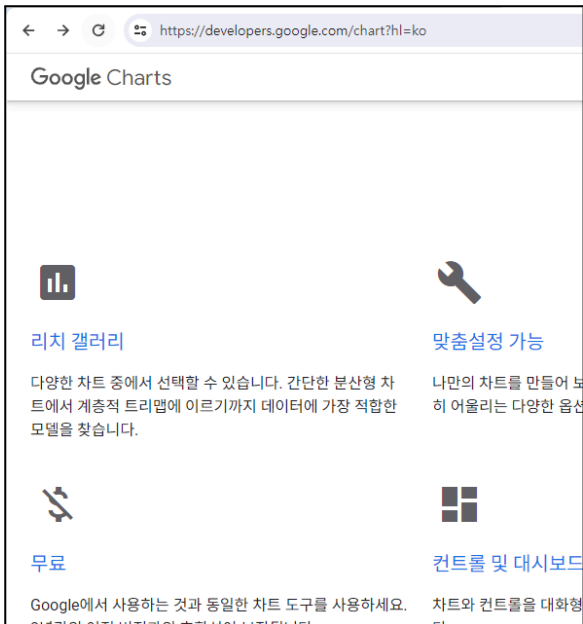 https://developers.google.com/chart?hl=ko
Google Charts
리치 갤러리
다양한 차트 중에서 선택할 수 있습니다. 간단한 분산형 차
트에서 계층적 트리맵에 이르기까지 데이터에 가장 적합한
모델을 찾습니다.
맞춤설정 가능
나만의 차트를 만들어 보
히 어울리는 다양한 옵션
무료
Google에서 사용하는 것과 동일한 차트 도구를 사용하세요.
컨트롤 및 대시보드
차트와 컨트롤을 대화형